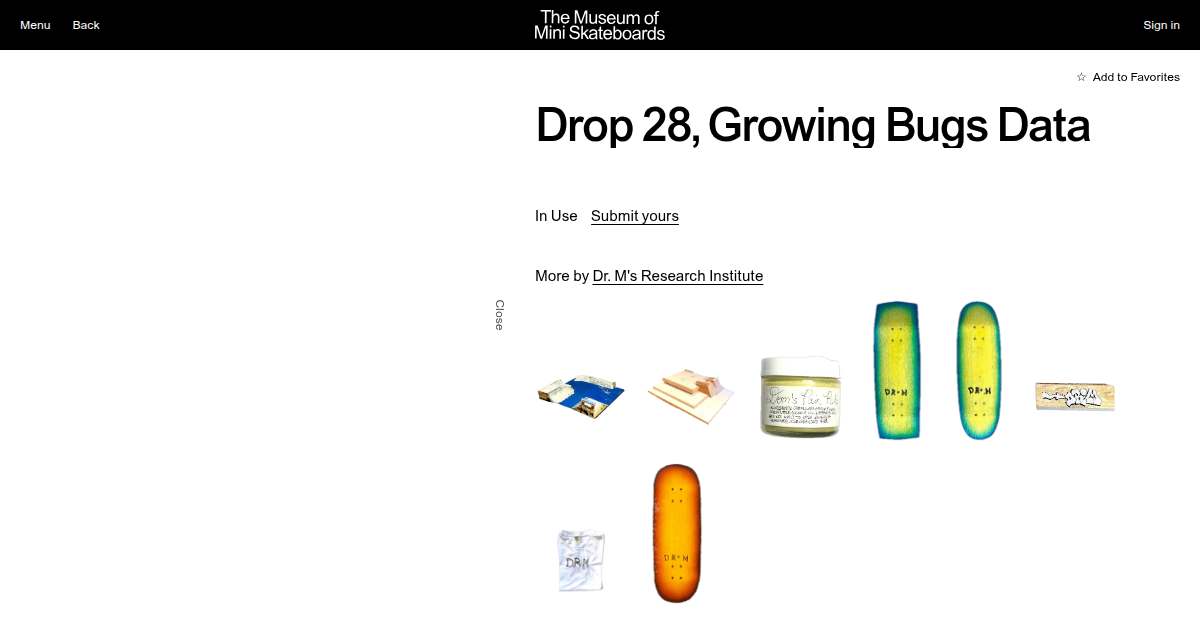 Menu Back
The Museum of
Mini Skateboards
Sign in
☆ Add to Favorites
Drop 28, Growing Bugs Data
In Use Submit yours
More by Dr. M's Research Institute
Close
DR•M
DR•M
DR•M
DR•M